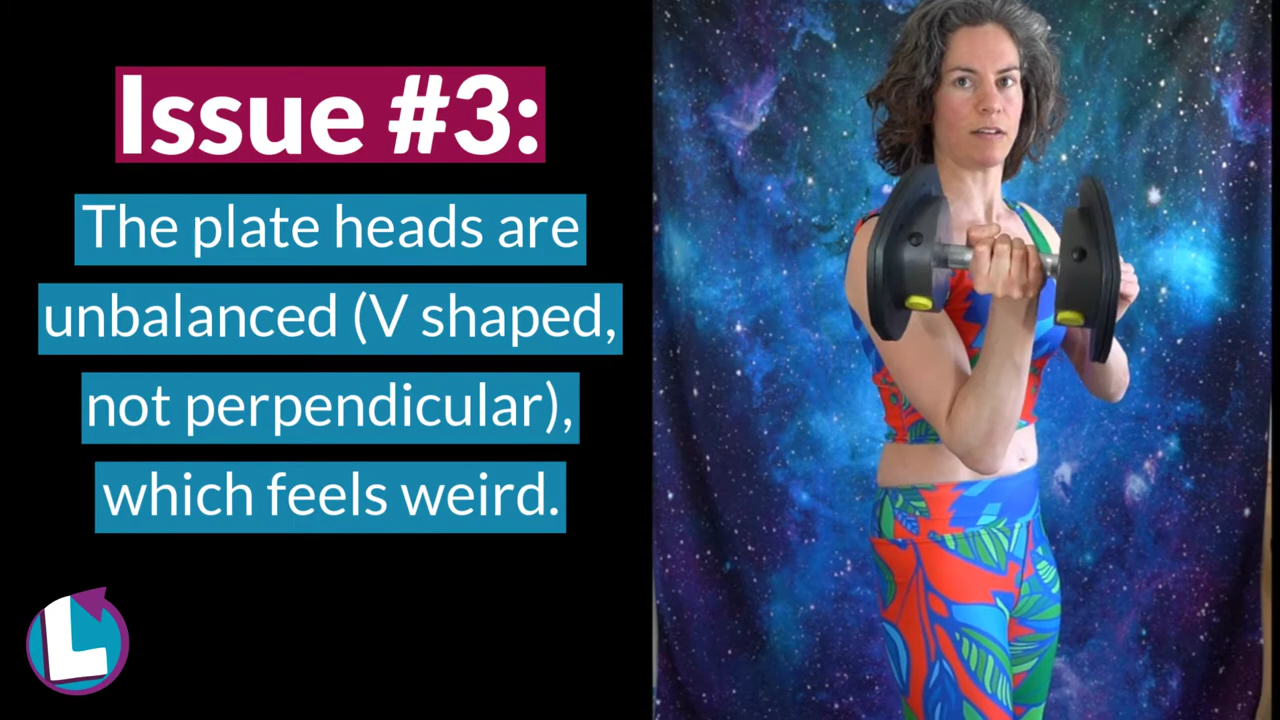 Issue #3:
The plate heads are
unbalanced (V shaped,
not perpendicular),
which feels weird.
L